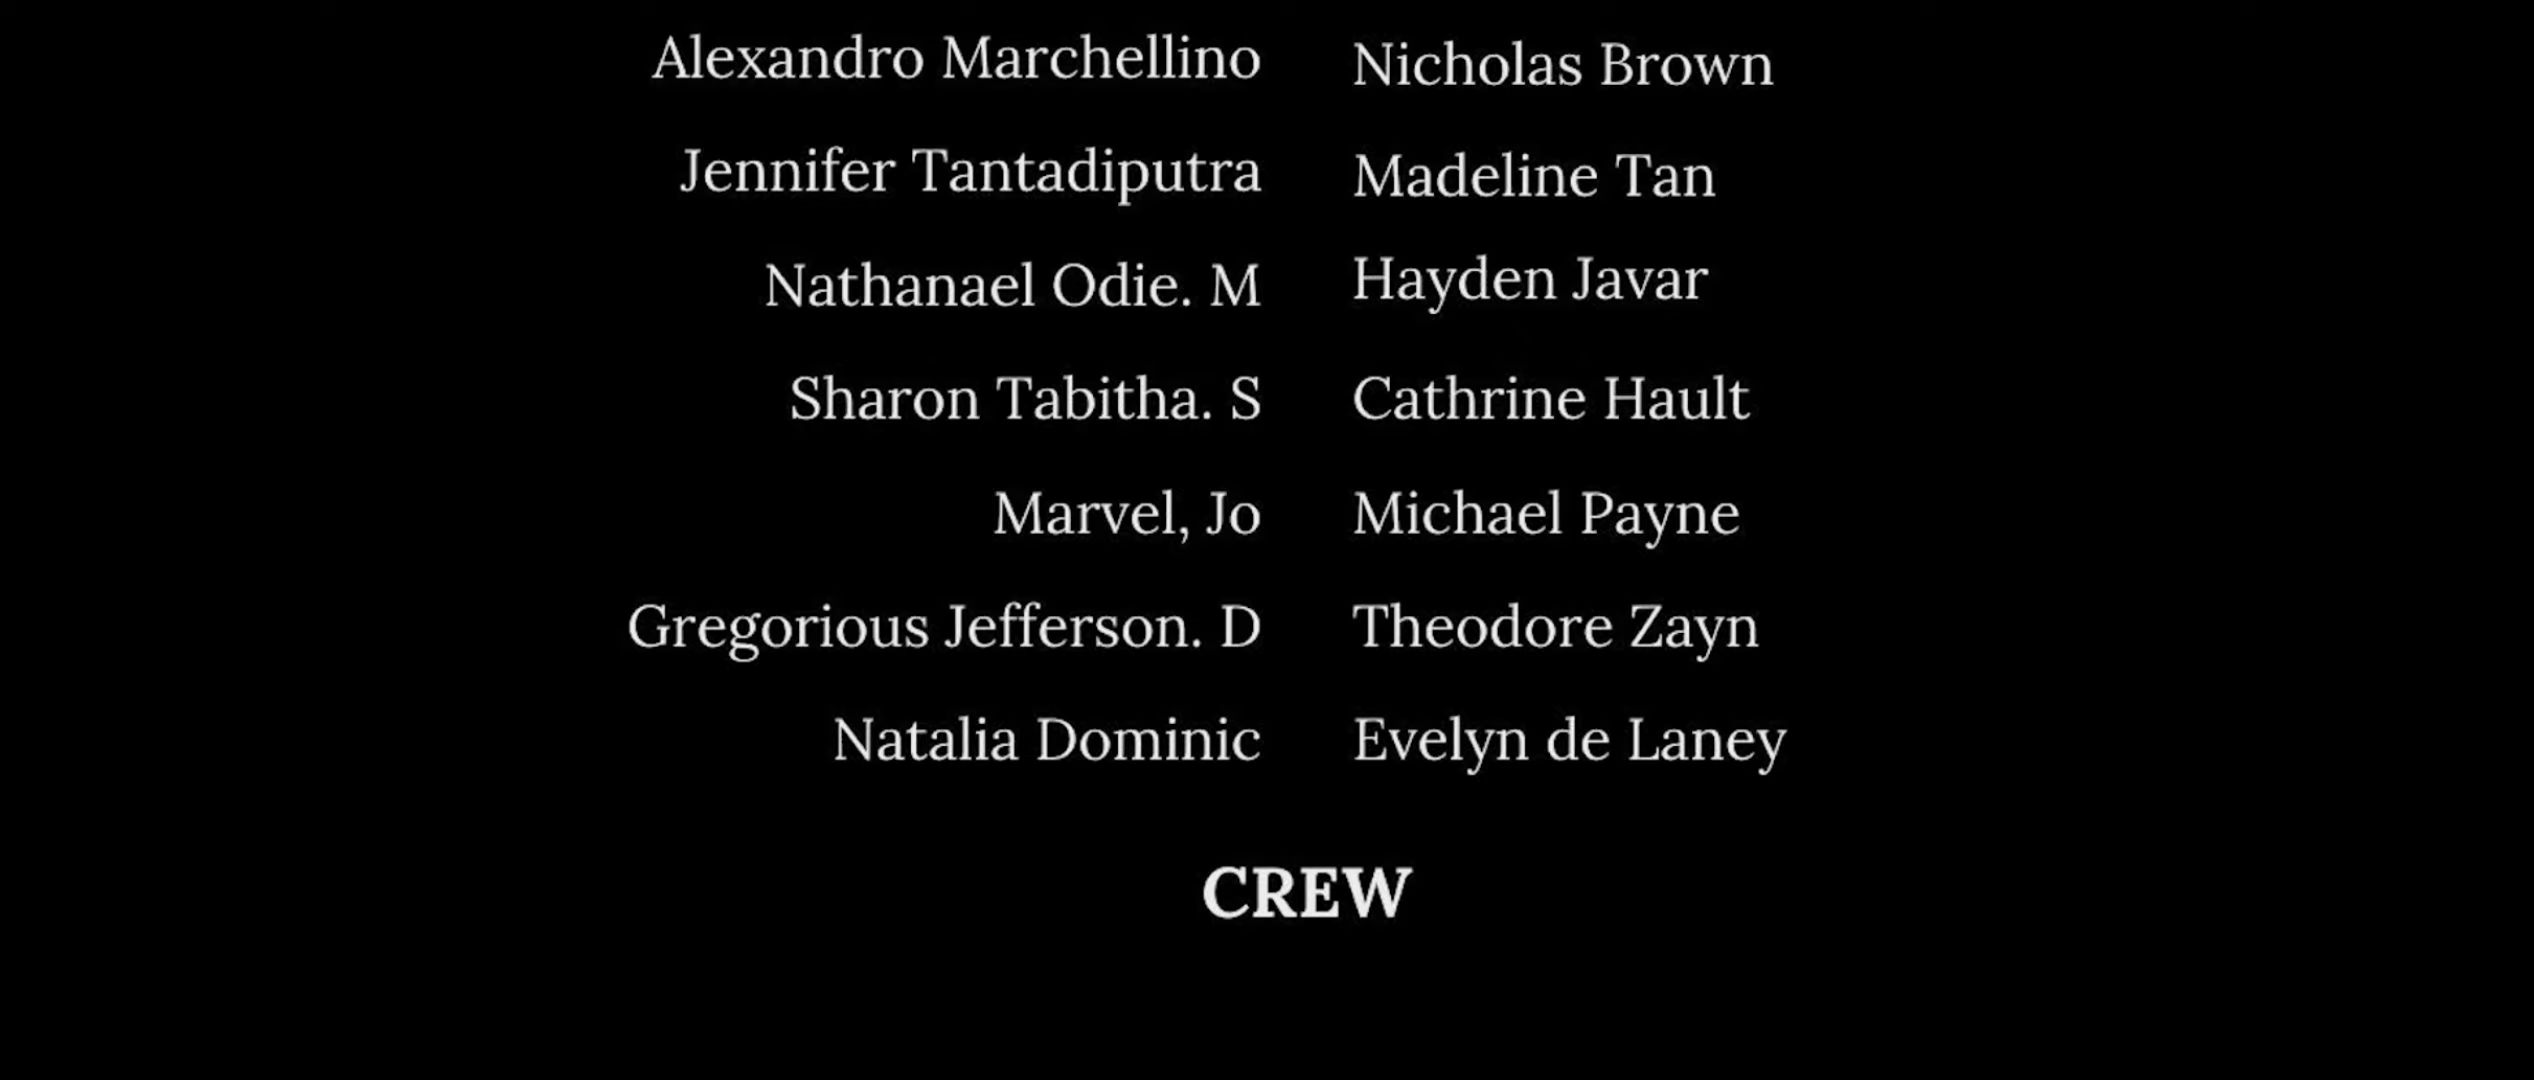 Alexandro Marchellino Nicholas Brown
Jennifer Tantadiputra Madeline Tan
Nathanael Odie. M Hayden Javar
Sharon Tabitha. S Cathrine Hault
Marvel, Jo Michael Payne
Gregorious Jefferson. D Theodore Zayn
Natalia Dominic Evelyn de Laney
CREW